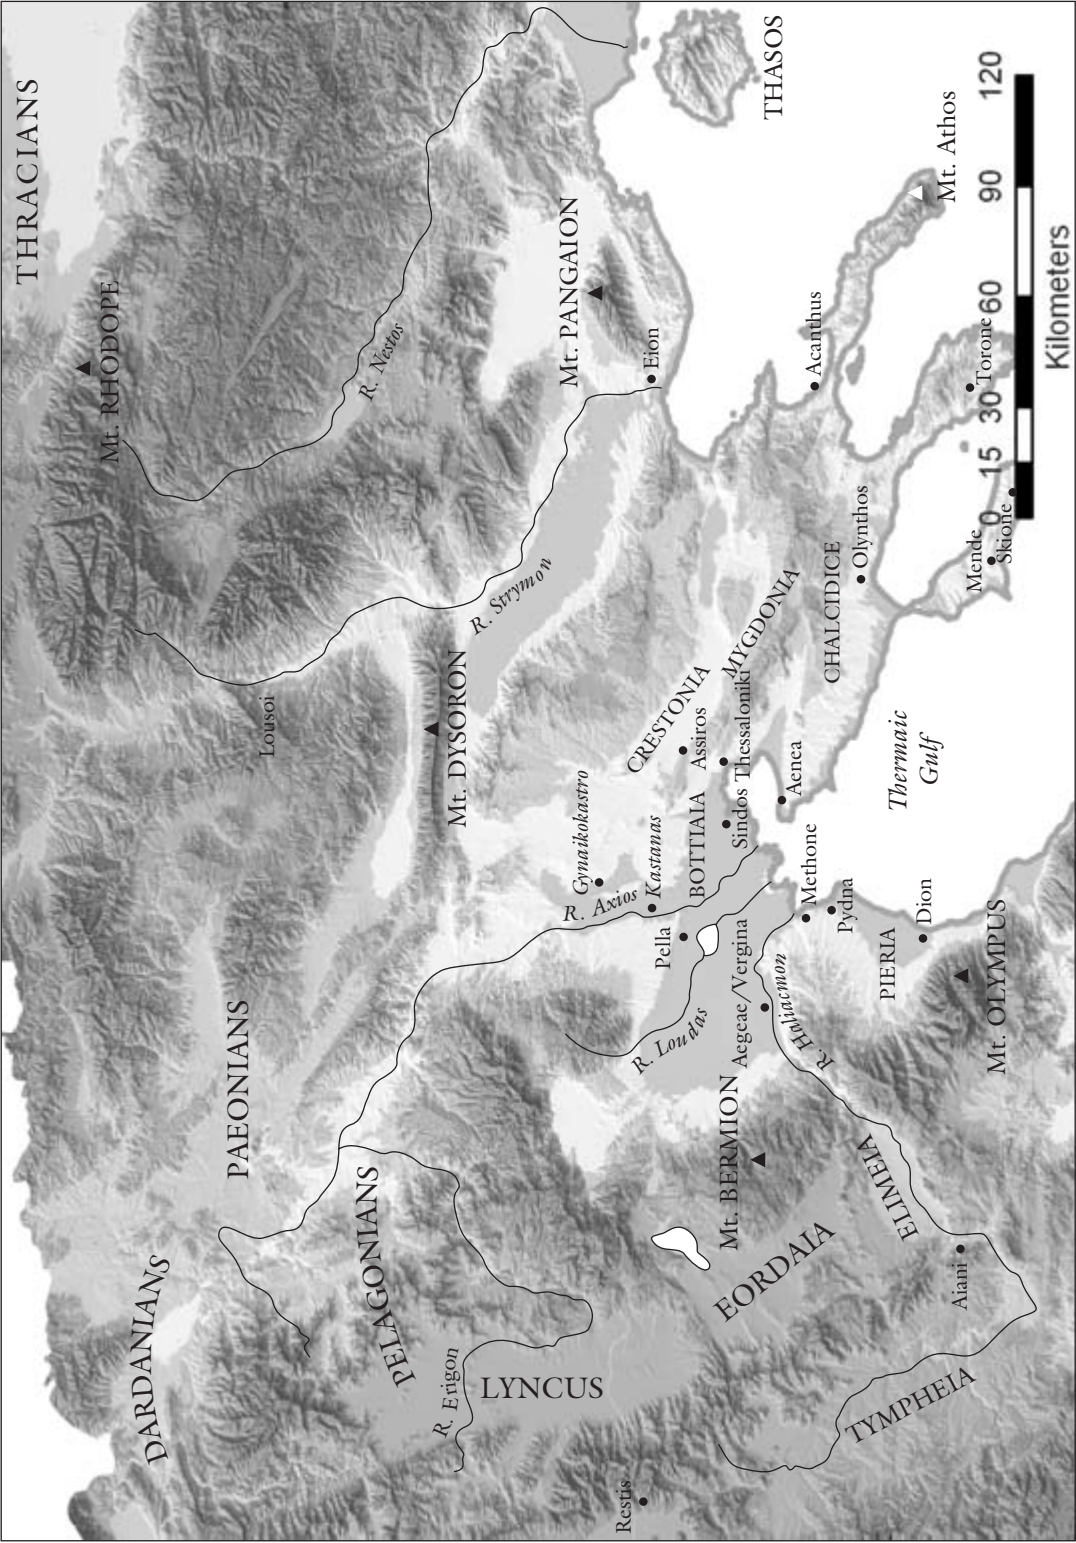 THRACIANS
Mt. RHODOPE
DARDANIANS
PAEONIANS
Lousoi
R. Nestos
THASOS
PELAGONIANS
R. Erigon
LYNCUS
Mt. DYSORON
R. Strymon
Mt. PANGAION
Eion
Restis
Gynaikokastro
R. Axios
Kastanas
CRESTONIA
Assiros
MYGDONIA
Pella
BOTTIAIA
R. Loudas
Sindos
Thessaloniki
Aegeae/Vergina
Mt. BERMION
EORDAIA
R. Haliacmon
Aenea
Acanthus
Mt. Athos
CHALCIDICE
Olynthos
Methone
Pydna
ELIMEIA
PIERIA
Dion
Thermaic
Gulf
TYMPHEIA
Aiani
Mt. OLYMPUS
Mende
Skione
Torone
0 15 30 60 90 120
Kilometers